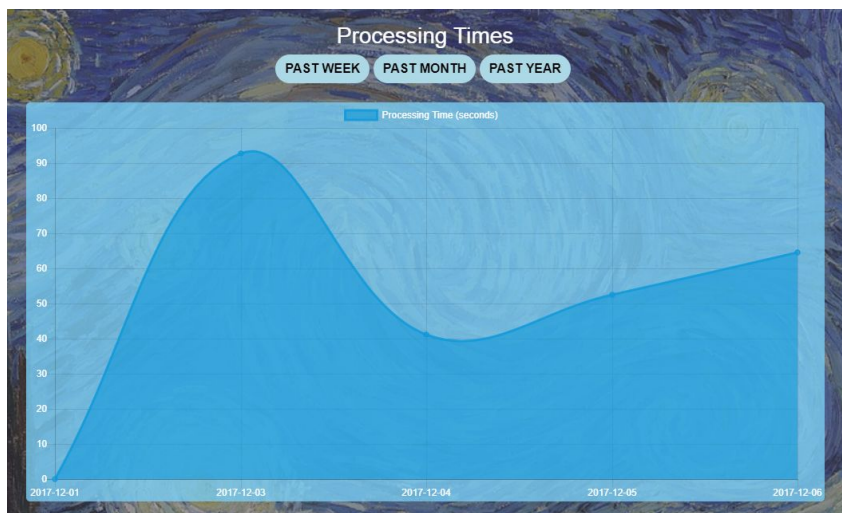 Processing Times
PAST WEEK PAST MONTH PAST YEAR
Processing Time (seconds)
100
90
80
70
60
50
40
30
20
10
0
2017-12-01 2017-12-03 2017-12-04 2017-12-05 2017-12-06